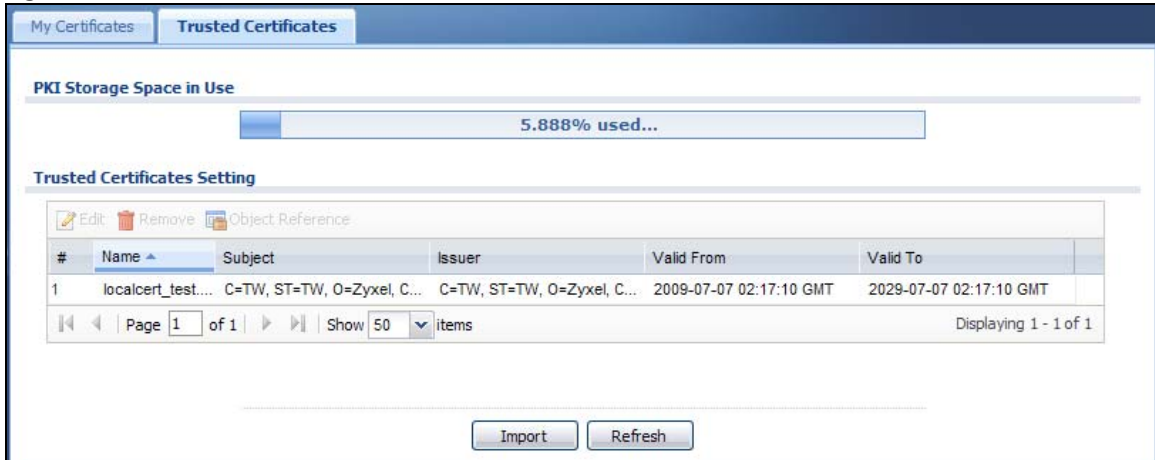 My Certificates Trusted Certificates
PKI Storage Space in Use
5.888% used...
Trusted Certificates Setting
Edit Remove Object Reference
# Name Subject Issuer Valid From Valid To
1 localcert_test.... C=TW, ST=TW, O=Zyxel, C... C=TW, ST=TW, O=Zyxel, C... 2009-07-07 02:17:10 GMT 2029-07-07 02:17:10 GMT
Page 1 of 1 Show 50 items Displaying 1 - 1 of 1
Import Refresh